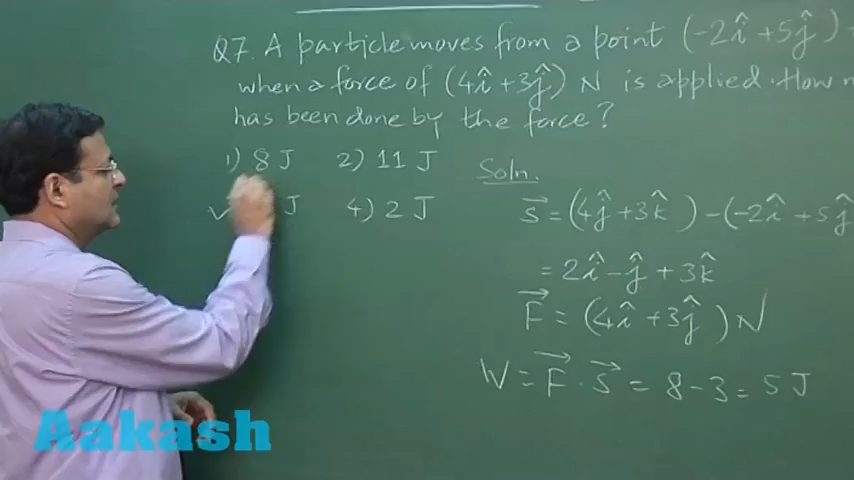 Q7. A particle moves from a point (-2î + 5ĵ)
when a force of (4î + 3ĵ) N is applied. How
has been done by the force?
1) 8 J 2) 11 J
J 4) 2 J
Soln.
S⃗ = (4ĵ + 3k̂ ) - (-2î + 5ĵ
= 2î - ĵ + 3k̂
F⃗ = (4î + 3ĵ ) N
W = F⃗ . S⃗ = 8 - 3 = 5 J
Aakash